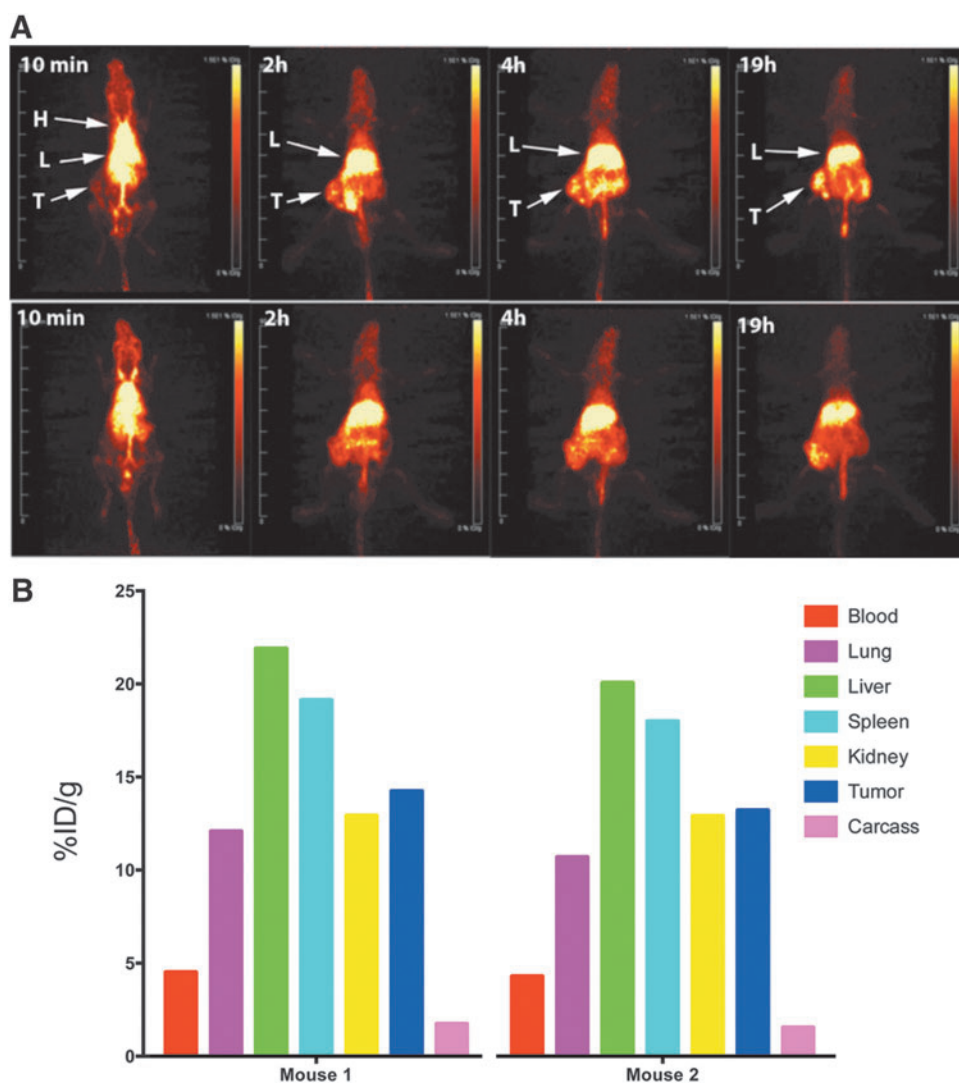 A
10 min
2h
4h
19h
H
L
T
L
T
L
T
L
T
10 min
2h
4h
19h
B
25
20
15
10
5
0
%ID/g
Mouse 1
Mouse 2
Blood
Lung
Liver
Spleen
Kidney
Tumor
Carcass